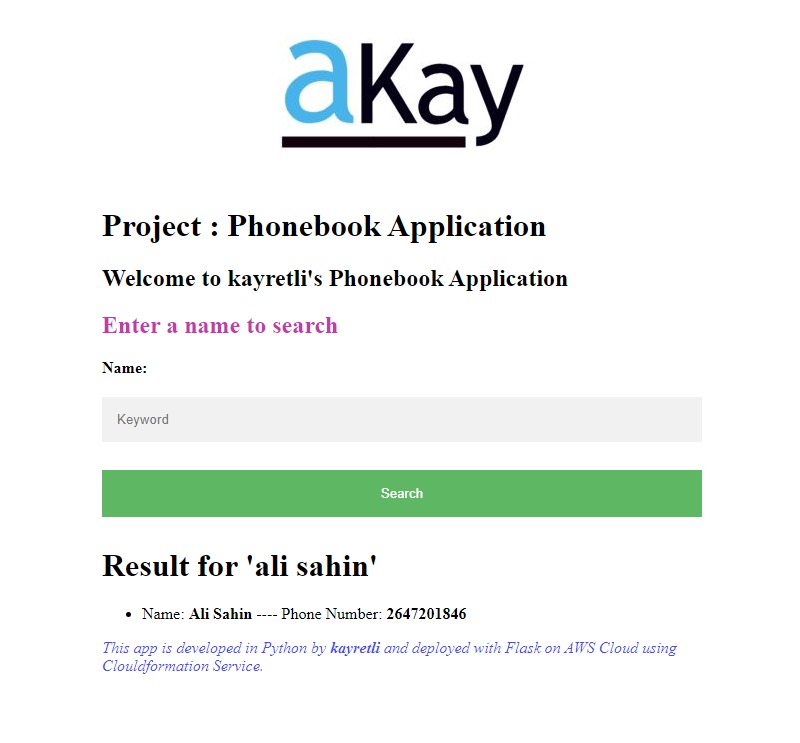 aKay
Project : Phonebook Application
Welcome to kayretli's Phonebook Application
Enter a name to search
Name:
Keyword
Search
Result for 'ali sahin'
• Name: Ali Sahin ---- Phone Number: 2647201846
This app is developed in Python by kayretli and deployed with Flask on AWS Cloud using
Clouldformation Service.